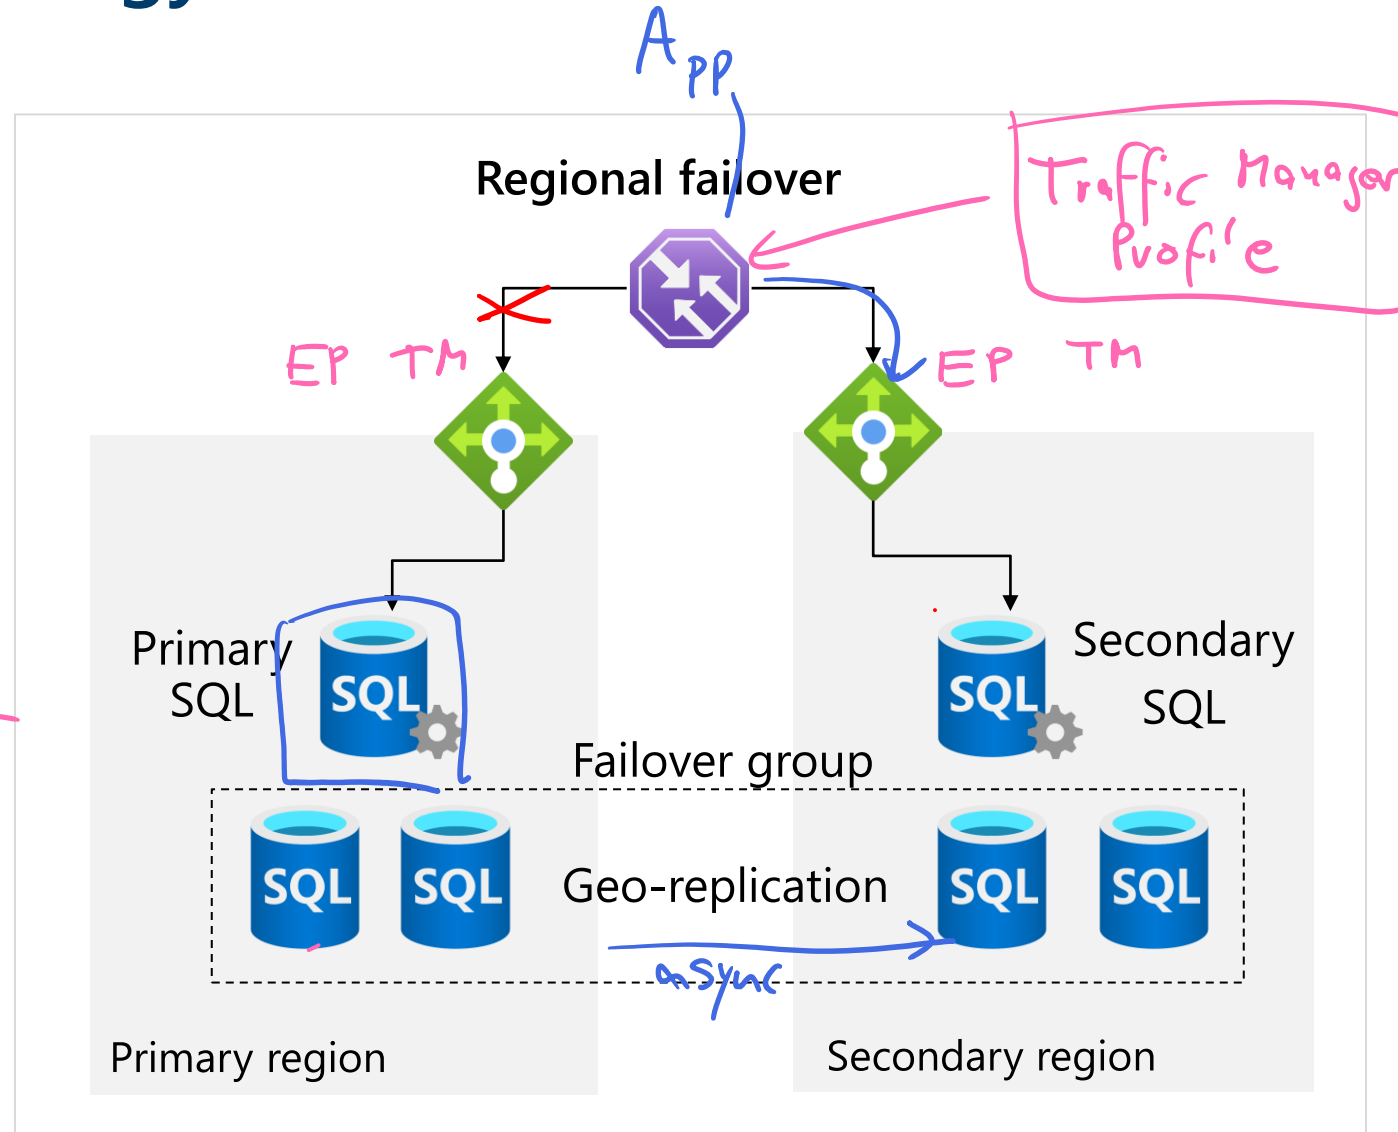 gy
App
Regional failover
Traffic Manager
Profile
EP TM
EP TM
Primary
SQL
SQL
SQL
Secondary
SQL
Failover group
SQL
SQL
Geo-replication
SQL
SQL
async
Primary region
Secondary region